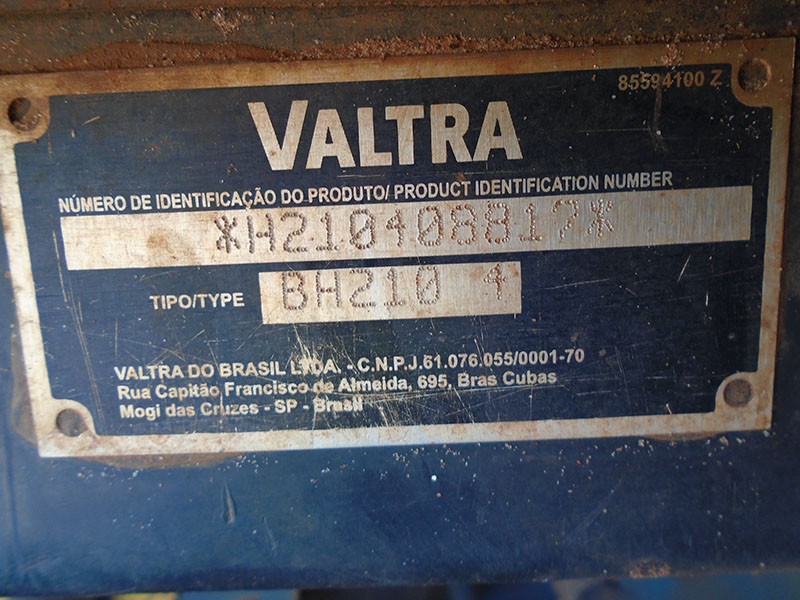 85594100 Z
VALTRA
NÚMERO DE IDENTIFICAÇÃO DO PRODUTO/ PRODUCT IDENTIFICATION NUMBER
*H210408817*
TIPO/TYPE BH210 4
VALTRA DO BRASIL LTDA. - C.N.P.J.61.076.055/0001-70
Rua Capitão Francisco de Almeida, 695, Bras Cubas
Mogi das Cruzes - SP - Brasil